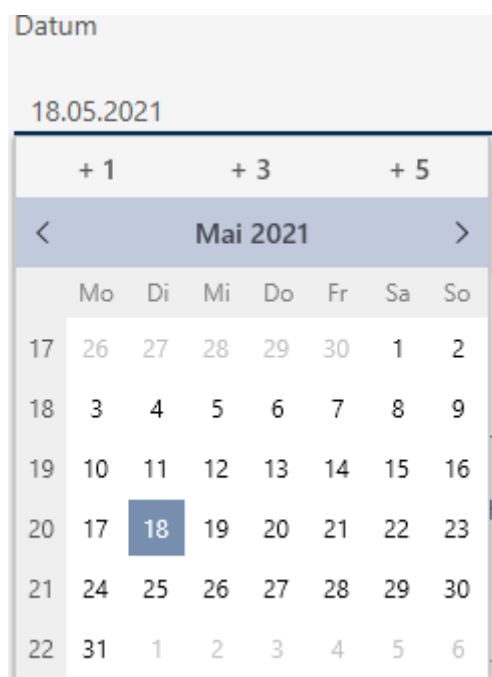 Datum
18.05.2021
+ 1 + 3 + 5
< Mai 2021 >
Mo Di Mi Do Fr Sa So
17 26 27 28 29 30 1 2
18 3 4 5 6 7 8 9
19 10 11 12 13 14 15 16
20 17 18 19 20 21 22 23
21 24 25 26 27 28 29 30
22 31 1 2 3 4 5 6